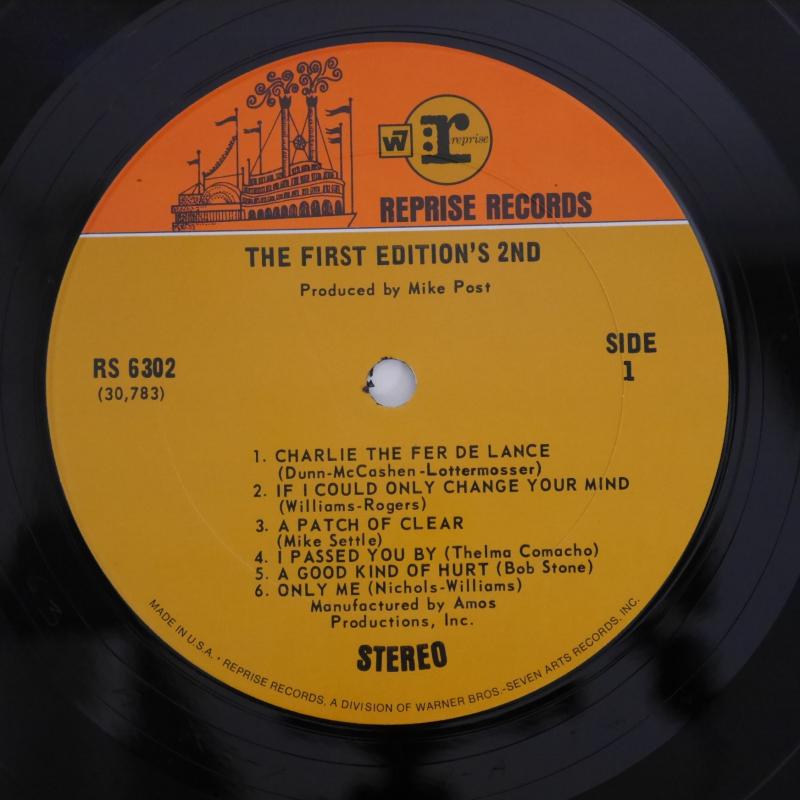 W7 r reprise
REPRISE RECORDS
THE FIRST EDITION'S 2ND
Produced by Mike Post
RS 6302
(30,783)
SIDE
1
1. CHARLIE THE FER DE LANCE
(Dunn-McCashen-Lottermosser)
2. IF I COULD ONLY CHANGE YOUR MIND
(Williams-Rogers)
3. A PATCH OF CLEAR
(Mike Settle)
4. I PASSED YOU BY (Thelma Comacho)
5. A GOOD KIND OF HURT (Bob Stone)
6. ONLY ME (Nichols-Williams)
Manufactured by Amos
Productions, Inc.
STEREO
MADE IN U.S.A. • REPRISE RECORDS, A DIVISION OF WARNER BROS.-SEVEN ARTS RECORDS, INC.